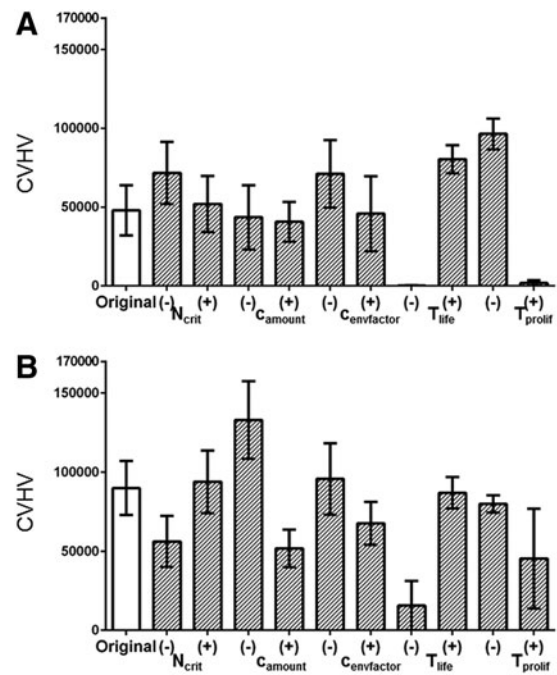 A
170000
150000
100000
50000
0
CVHV
Original (-) (+) (-) (+) (-) (+) (-) (+) (-) (+)
Ncrit camount cenvfactor Tlife Tprolif
B
170000
150000
100000
50000
0
CVHV
Original (-) (+) (-) (+) (-) (+) (-) (+) (-) (+)
Ncrit camount cenvfactor Tlife Tprolif